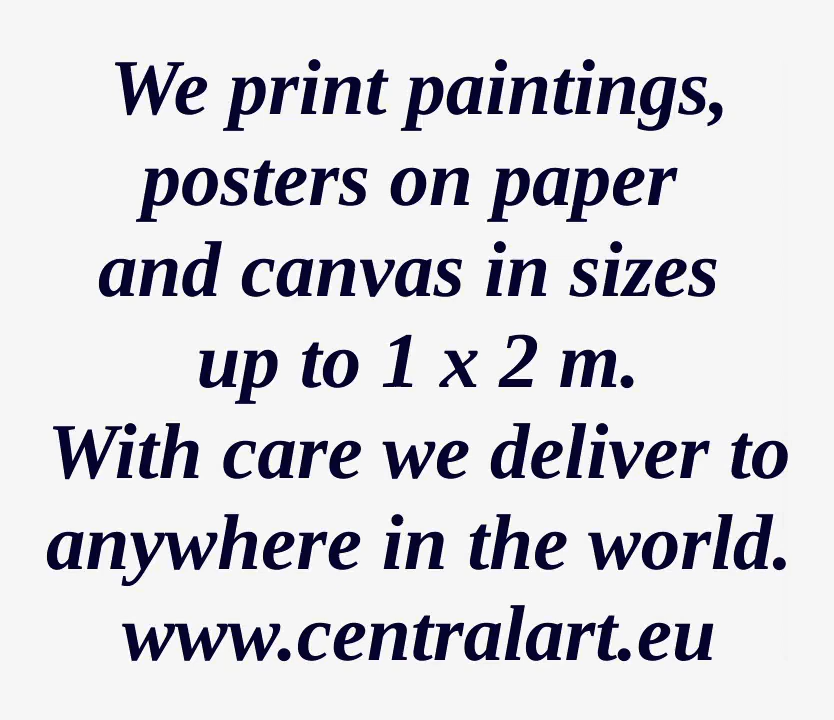 We print paintings,
posters on paper
and canvas in sizes
up to 1 x 2 m.
With care we deliver to
anywhere in the world.
www.centralart.eu